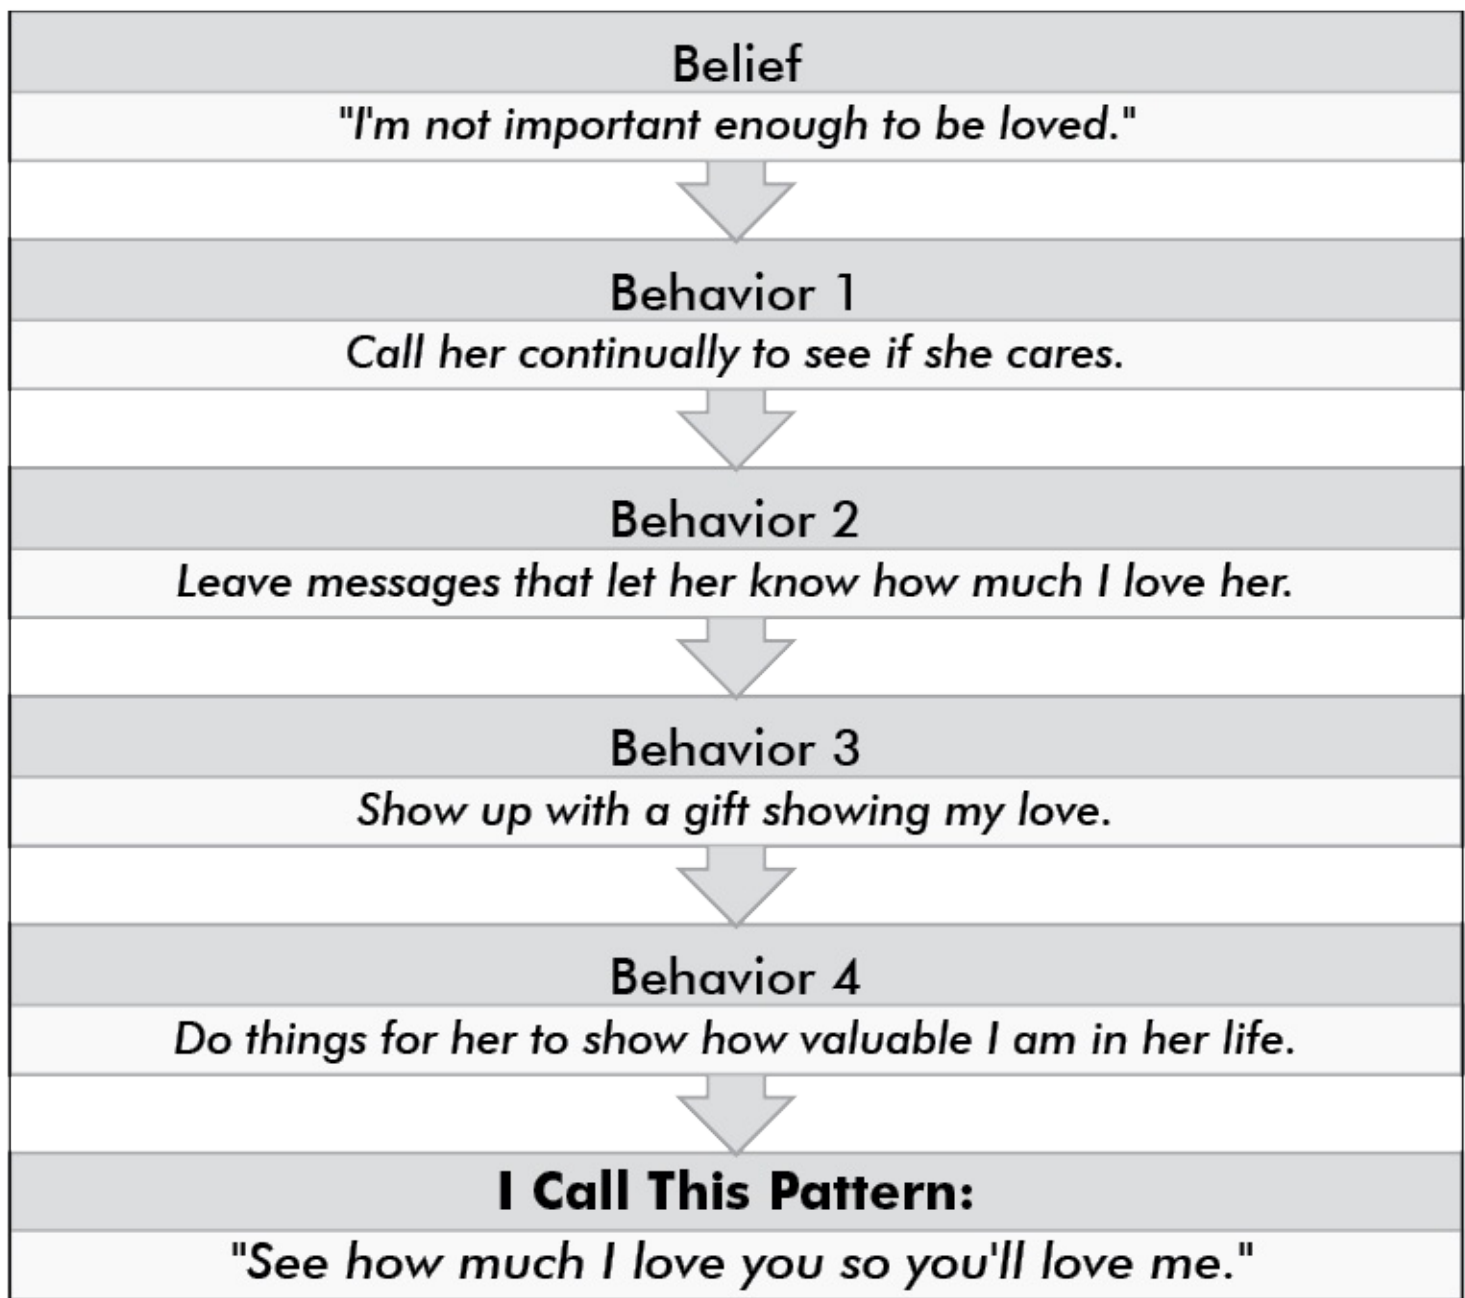 Belief
"I'm not important enough to be loved."
Behavior 1
Call her continually to see if she cares.
Behavior 2
Leave messages that let her know how much I love her.
Behavior 3
Show up with a gift showing my love.
Behavior 4
Do things for her to show how valuable I am in her life.
I Call This Pattern:
"See how much I love you so you'll love me."